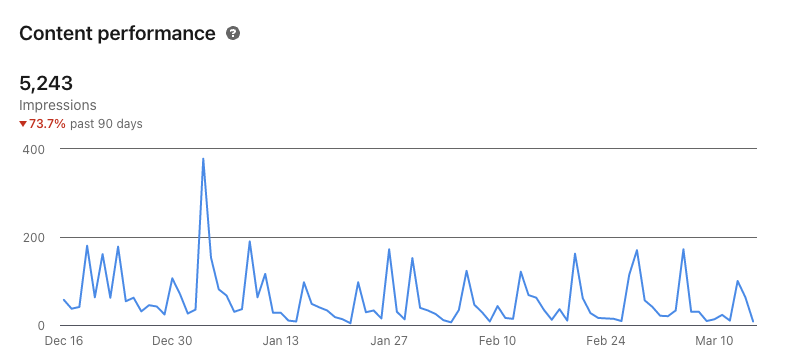 Content performance ?
5,243
Impressions
▼73.7% past 90 days
400
200
0
Dec 16 Dec 30 Jan 13 Jan 27 Feb 10 Feb 24 Mar 10